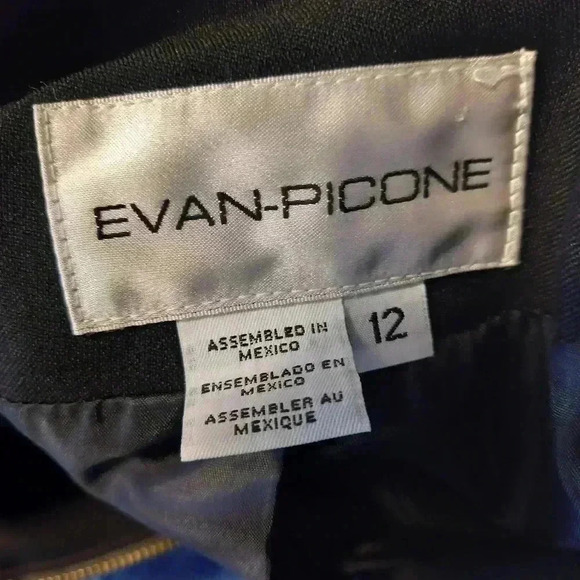 EVAN-PICONE
12
ASSEMBLED IN
MEXICO
ENSEMBLADO EN
MEXICO
ASSEMBLER AU
MEXIQUE